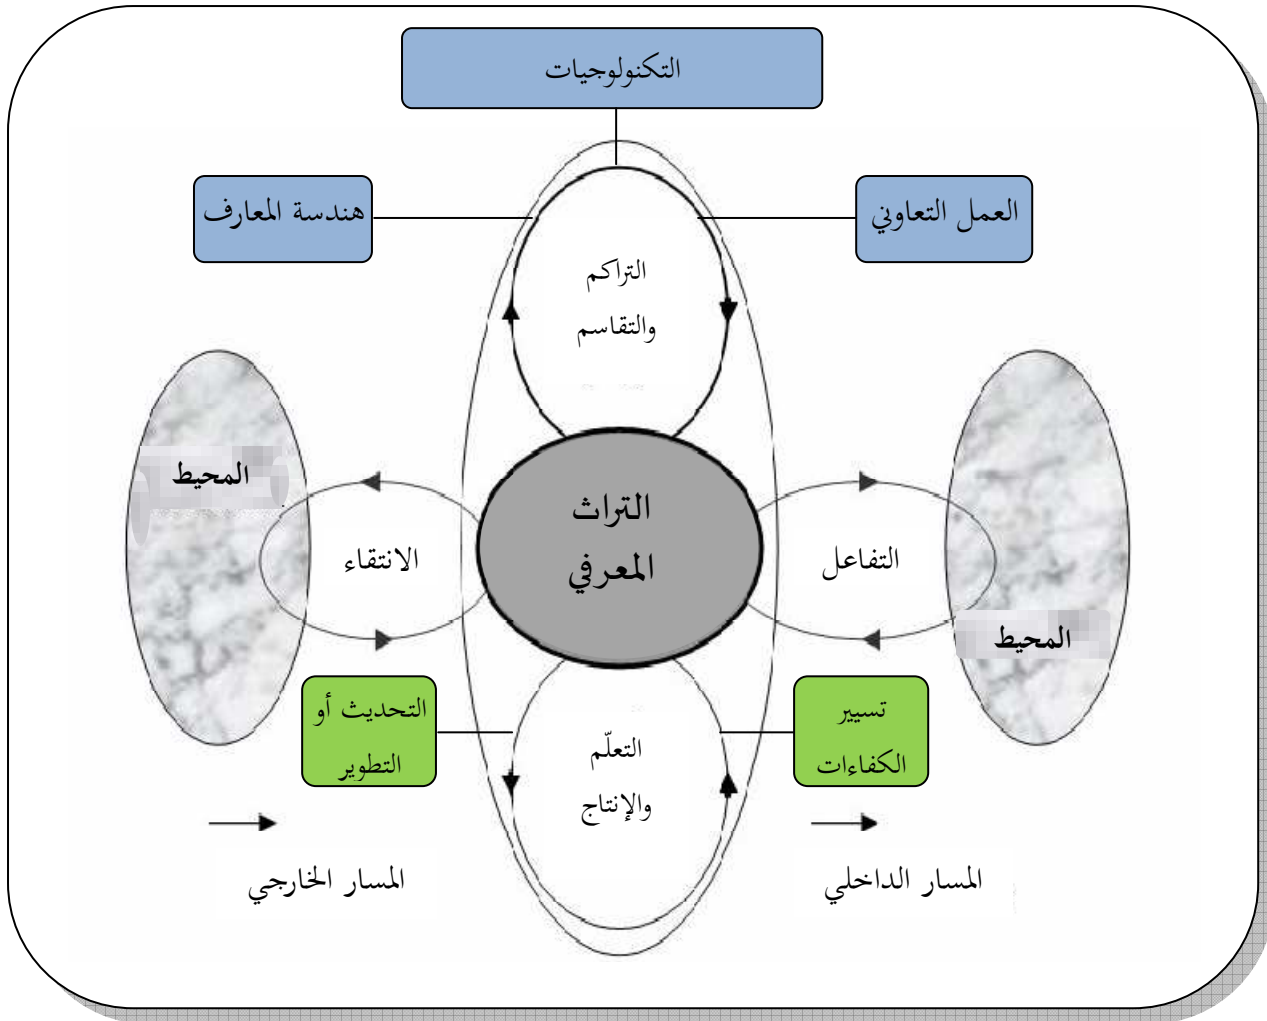 التكنولوجيات
العمل التعاوني
هندسة المعارف
التراكم
والتقاسم
المحيط
التراث
المعرفي
التفاعل
الانتقاء
المحيط
تسيير
الكفاءات
التعلّم
والإنتاج
التحديث أو
التطوير
المسار الداخلي
المسار الخارجي